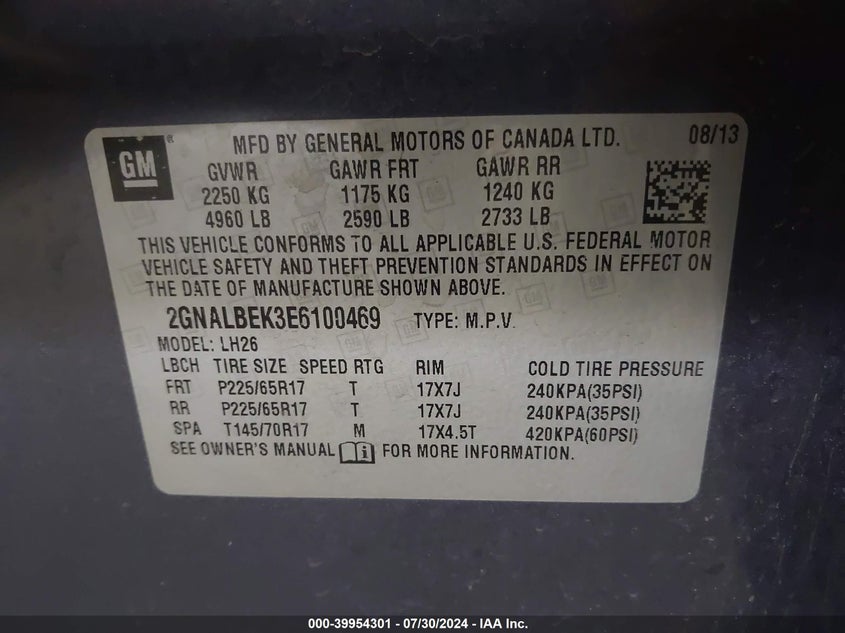 GM ® MFD BY GENERAL MOTORS OF CANADA LTD. 08/13
GVWR GAWR FRT GAWR RR
2250 KG 1175 KG 1240 KG
4960 LB 2590 LB 2733 LB
THIS VEHICLE CONFORMS TO ALL APPLICABLE U.S. FEDERAL MOTOR
VEHICLE SAFETY AND THEFT PREVENTION STANDARDS IN EFFECT ON
THE DATE OF MANUFACTURE SHOWN ABOVE.
2GNALBEK3E6100469 TYPE: M.P.V.
MODEL: LH26
LBCH TIRE SIZE SPEED RTG RIM COLD TIRE PRESSURE
FRT P225/65R17 T 17X7J 240KPA(35PSI)
RR P225/65R17 T 17X7J 240KPA(35PSI)
SPA T145/70R17 M 17X4.5T 420KPA(60PSI)
SEE OWNER'S MANUAL FOR MORE INFORMATION.
000-39954301 - 07/30/2024 - IAA Inc.